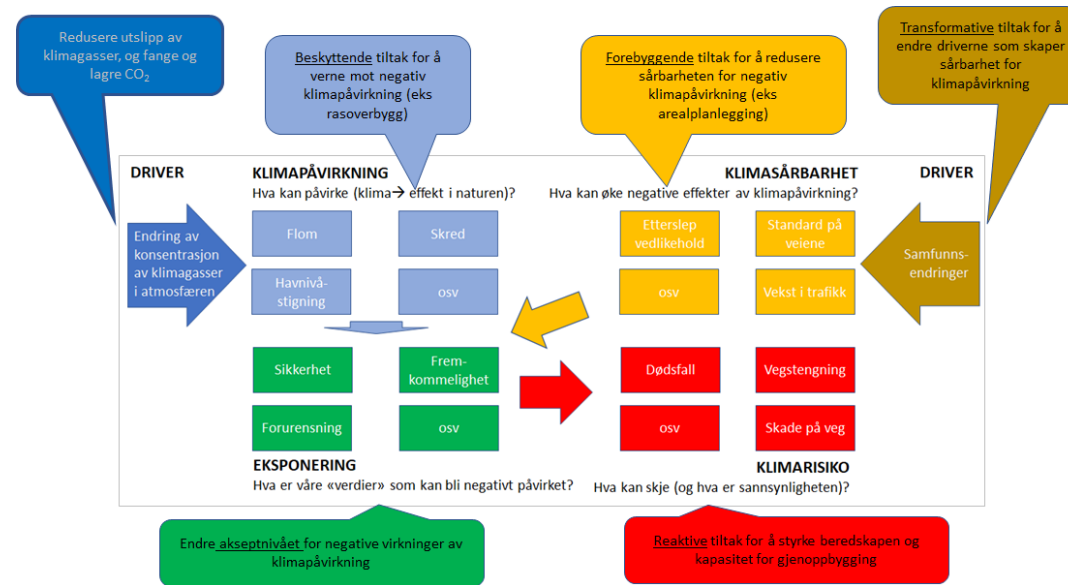 Redusere utslipp av
klimagasser, og fange og
lagre CO₂
Beskyttende tiltak for å
verne mot negativ
klimapåvirkning (eks
rasoverbygg)
Forebyggende tiltak for å redusere
sårbarheten for negativ
klimapåvirkning (eks
arealplanlegging)
Transformative tiltak for å
endre driverne som skaper
sårbarhet for
klimapåvirkning
DRIVER
KLIMAPÅVIRKNING
Hva kan påvirke (klima→ effekt i naturen)?
KLIMASÅRBARHET
Hva kan øke negative effekter av klimapåvirkning?
DRIVER
Endring av
konsentrasjon
av klimagasser
i atmosfæren
Flom
Skred
Havnivå-
stigning
osv
Etterslep
vedlikehold
Standard på
veiene
osv
Vekst i trafikk
Samfunns-
endringer
Sikkerhet
Frem-
kommelighet
Forurensning
osv
Dødsfall
Vegstengning
osv
Skade på veg
EKSPONERING
Hva er våre «verdier» som kan bli negativt påvirket?
KLIMARISIKO
Hva kan skje (og hva er sannsynligheten)?
Endre akseptnivået for negative virkninger av
klimapåvirkning
Reaktive tiltak for å styrke beredskapen og
kapasitet for gjenoppbygging